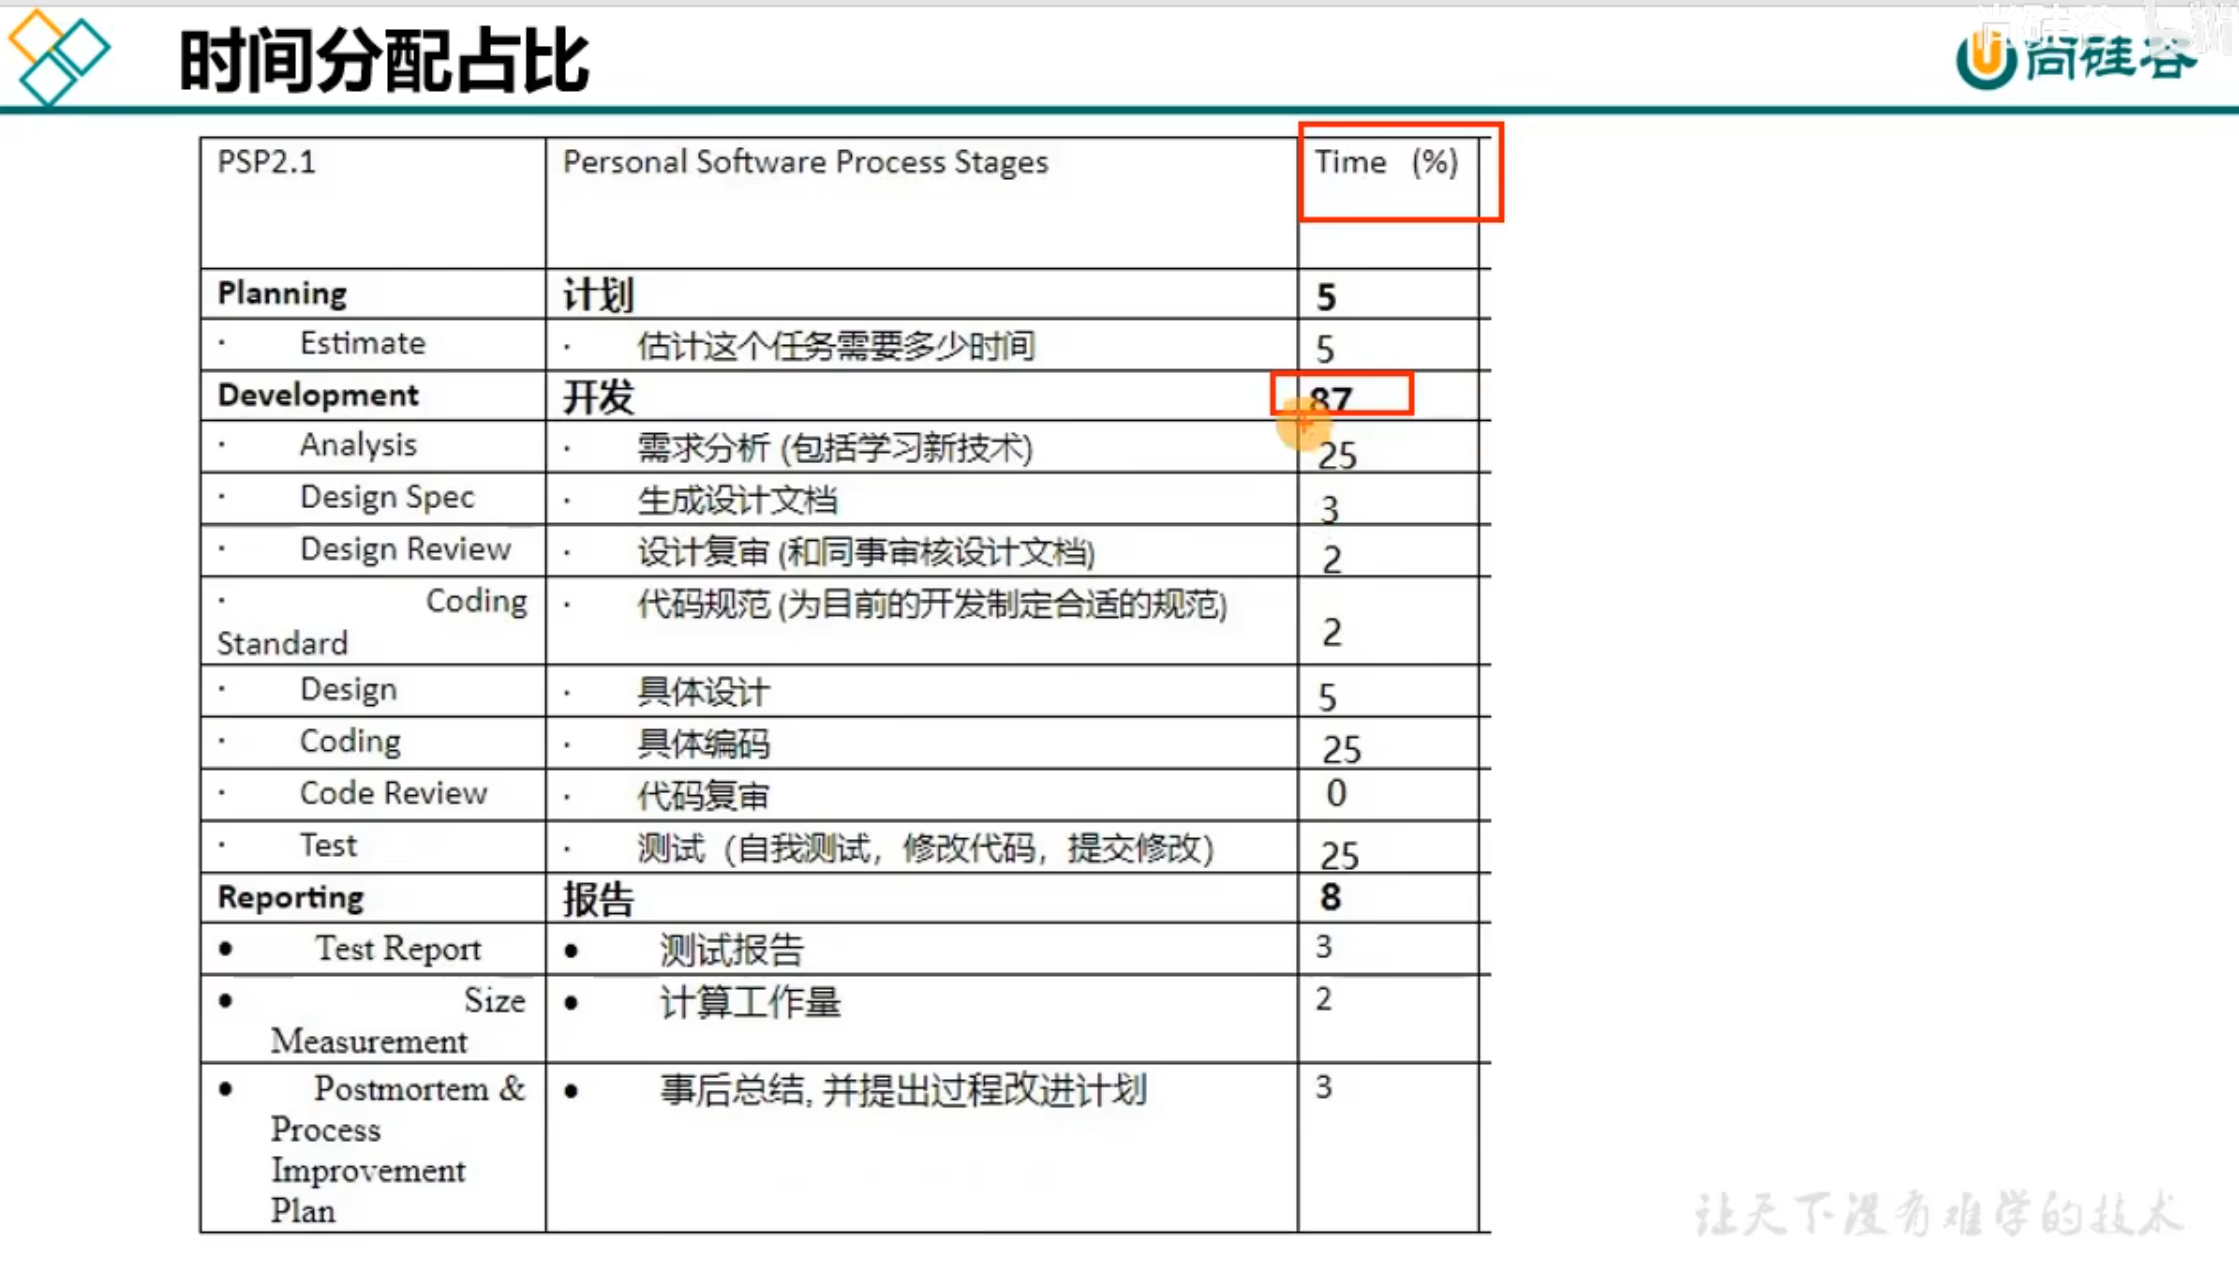 时间分配占比
尚硅谷
PSP2.1 Personal Software Process Stages Time (%)
Planning 计划 5
· Estimate · 估计这个任务需要多少时间 5
Development 开发 87
· Analysis · 需求分析 (包括学习新技术) 25
· Design Spec · 生成设计文档 3
· Design Review · 设计复审 (和同事审核设计文档) 2
· Coding · 代码规范 (为目前的开发制定合适的规范) 2
Standard
· Design · 具体设计 5
· Coding · 具体编码 25
· Code Review · 代码复审 0
· Test · 测试（自我测试，修改代码，提交修改） 25
Reporting 报告 8
● Test Report ● 测试报告 3
● Size ● 计算工作量 2
Measurement
● Postmortem & ● 事后总结, 并提出过程改进计划 3
Process
Improvement
Plan
让天下没有难学的技术